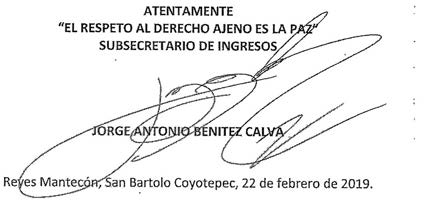 ATENTAMENTE
“EL RESPETO AL DERECHO AJENO ES LA PAZ”
SUBSECRETARIO DE INGRESOS
JORGE ANTONIO BENITEZ CALVA
Reyes Mantecón, San Bartolo Coyotepec, 22 de febrero de 2019.